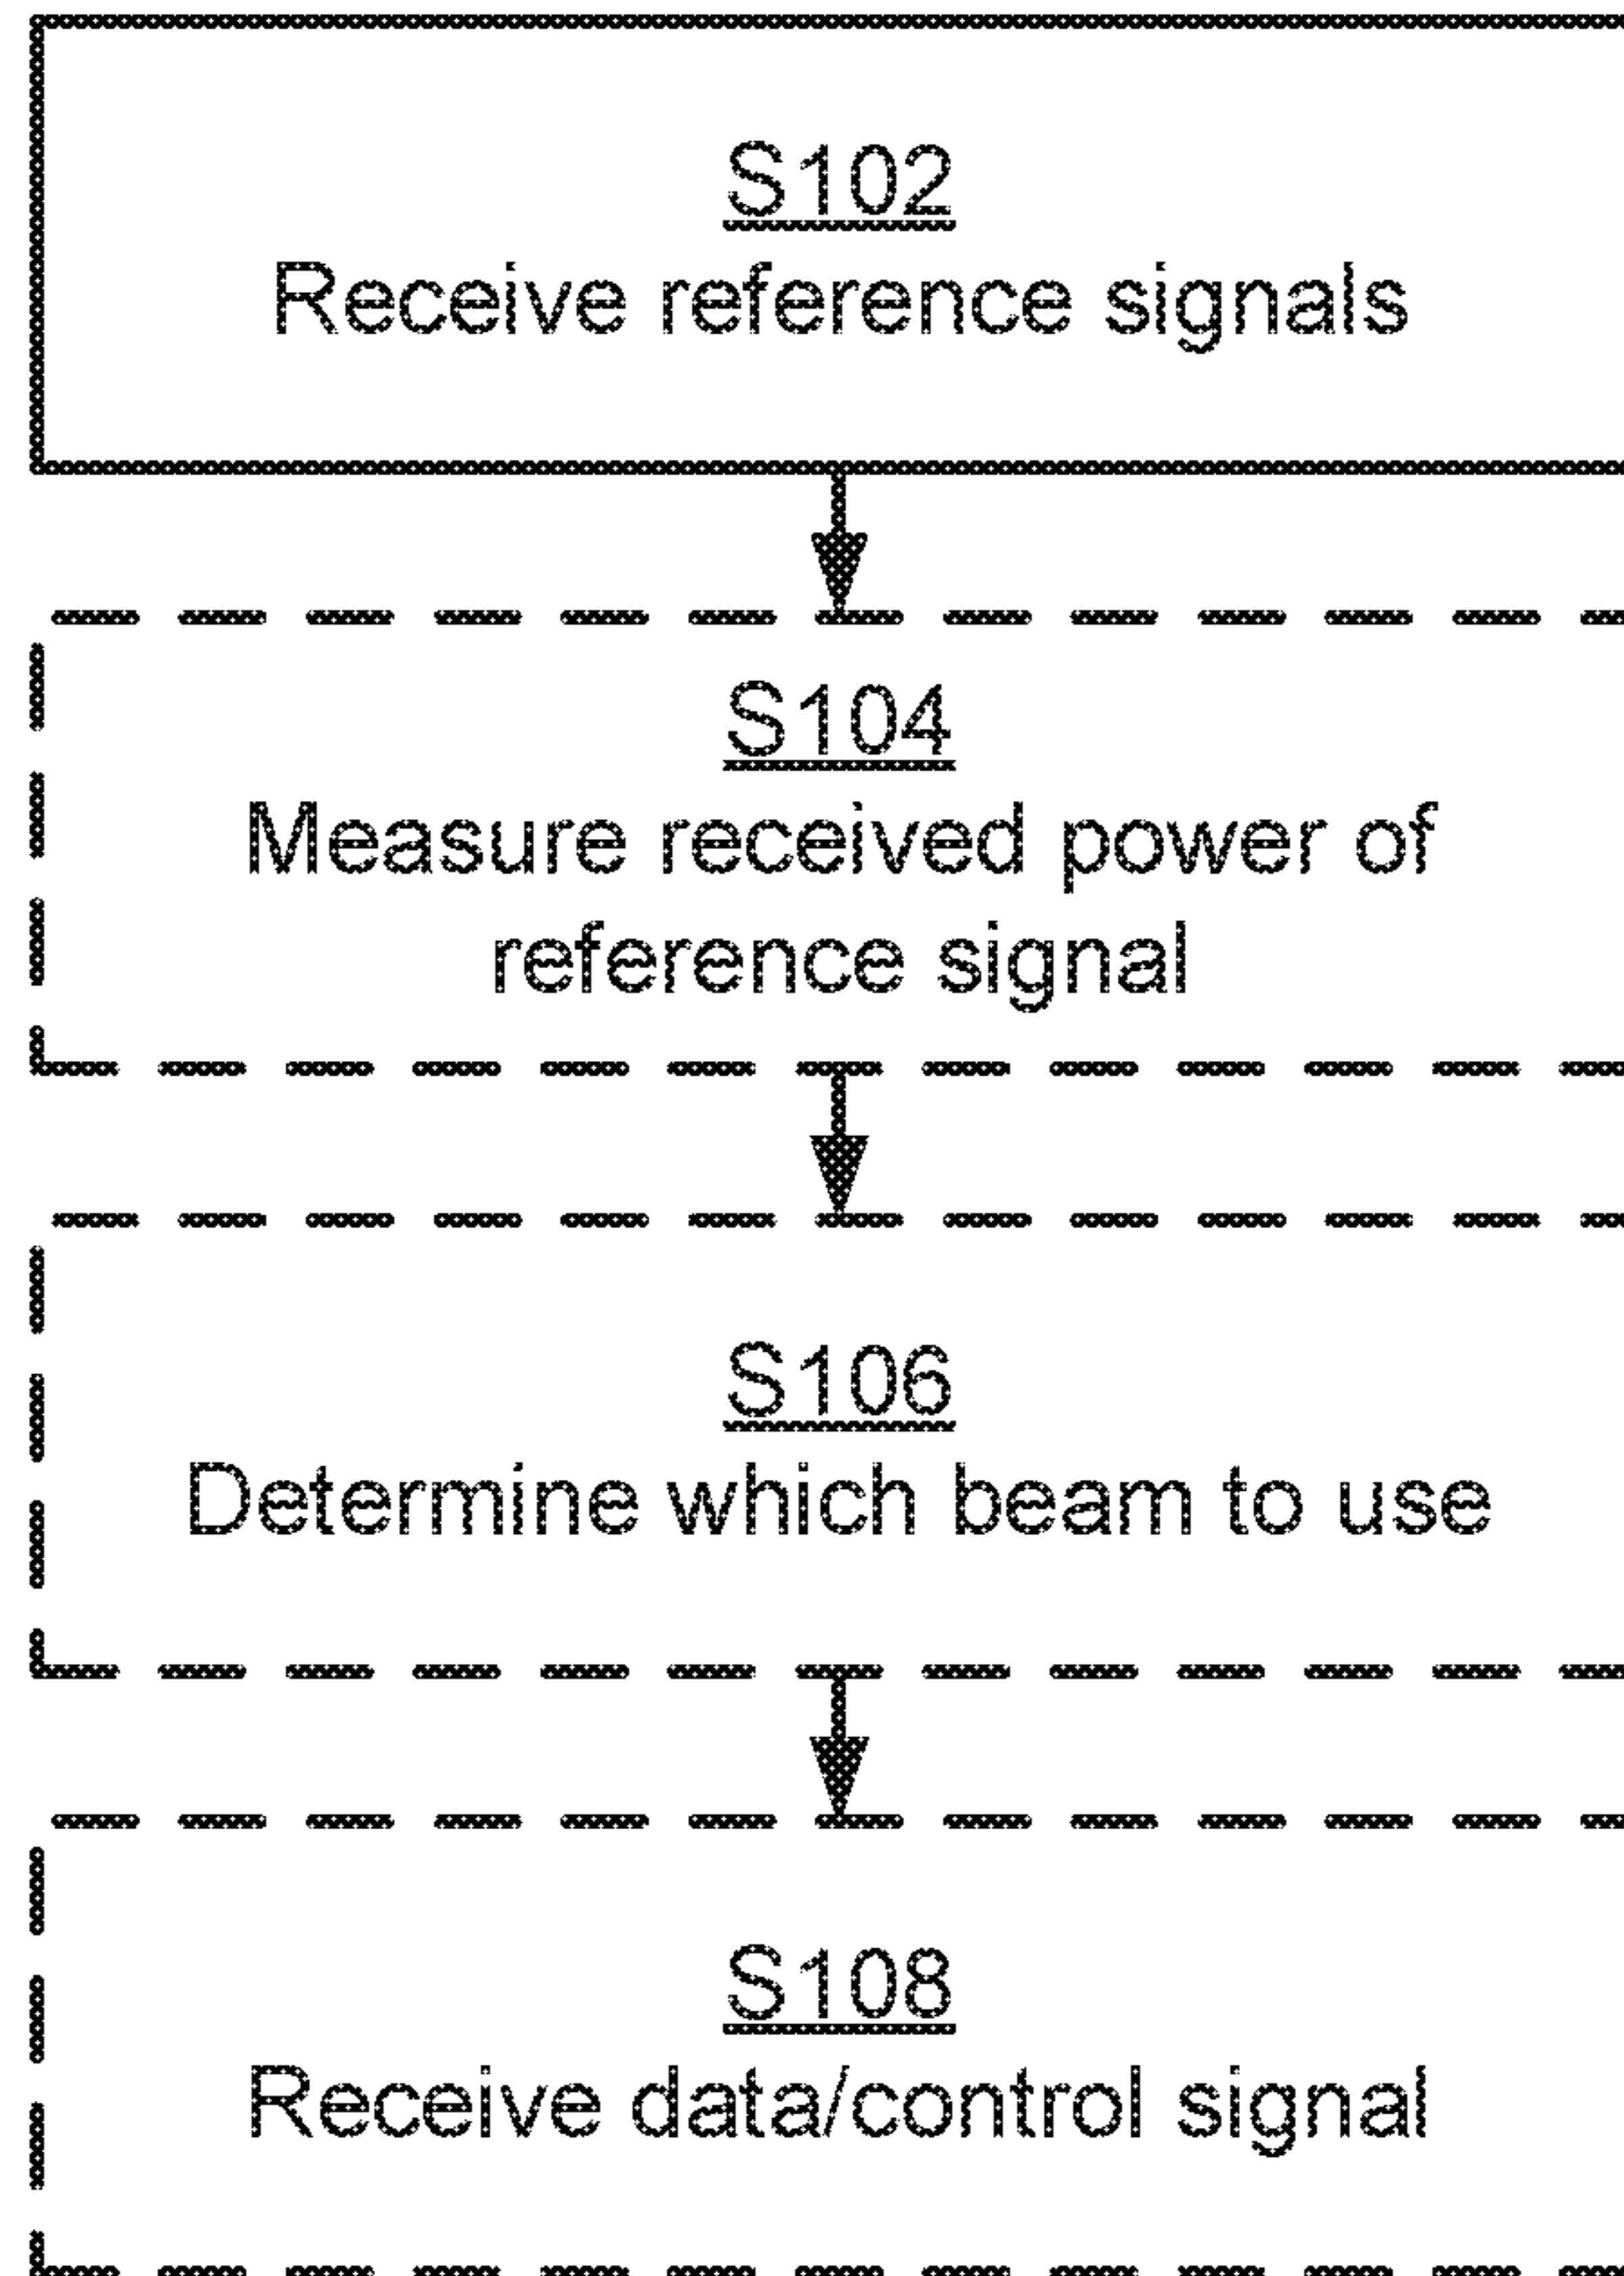 S102
Receive reference signals
S104
Measure received power of
reference signal
S106
Determine which beam to use
S108
Receive data/control signal